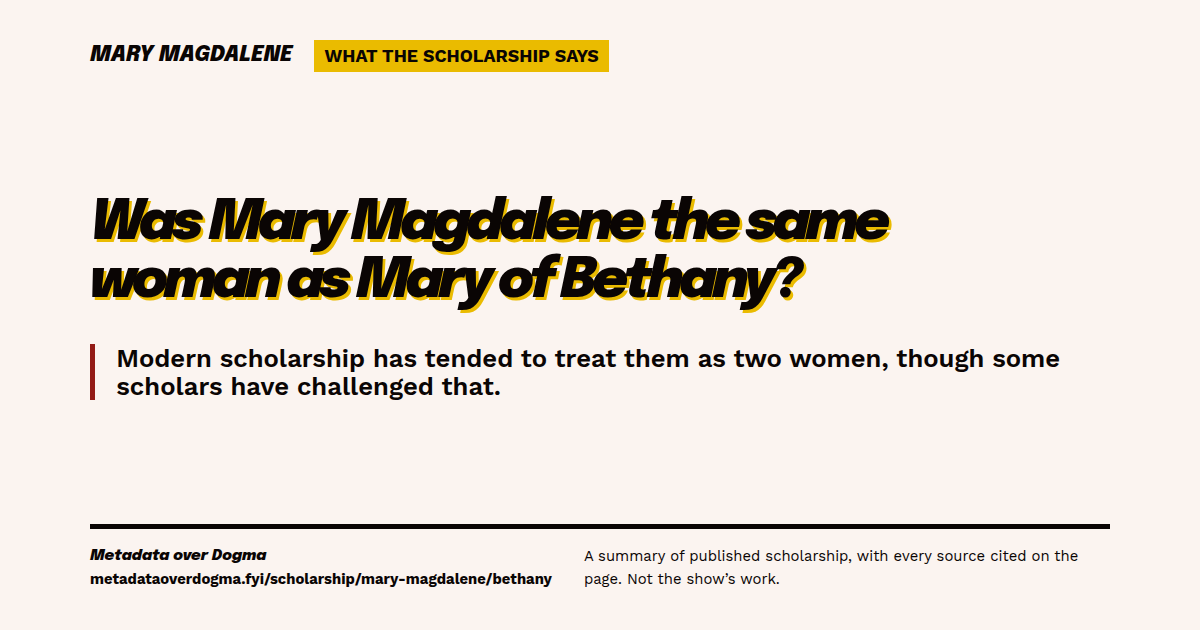 MARY MAGDALENE
WHAT THE SCHOLARSHIP SAYS
Was Mary Magdalene the same
woman as Mary of Bethany?
Modern scholarship has tended to treat them as two women, though some
scholars have challenged that.
Metadata over Dogma
metadataoverdogma.fyi/scholarship/mary-magdalene/bethany
A summary of published scholarship, with every source cited on the
page. Not the show’s work.